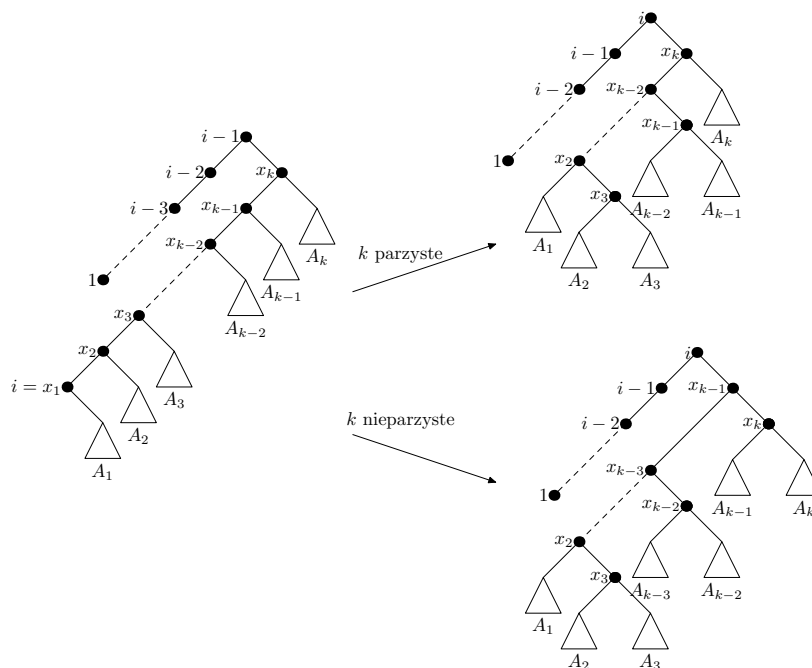 i − 1
i − 2
x_k
i − 3
x_{k−1}
x_{k−2}
A_k
1
A_{k−1}
x_3
A_{k−2}
x_2
i = x_1
A_3
A_2
A_1
k parzyste
i
i − 1
x_k
i − 2
x_{k−2}
x_{k−1}
A_k
1
x_2
x_3
A_{k−2}
A_{k−1}
A_1
A_2
A_3
k nieparzyste
i
i − 1
x_{k−1}
i − 2
x_k
x_{k−3}
1
x_{k−2}
A_{k−1}
A_k
x_2
x_3
A_{k−3}
A_{k−2}
A_1
A_2
A_3